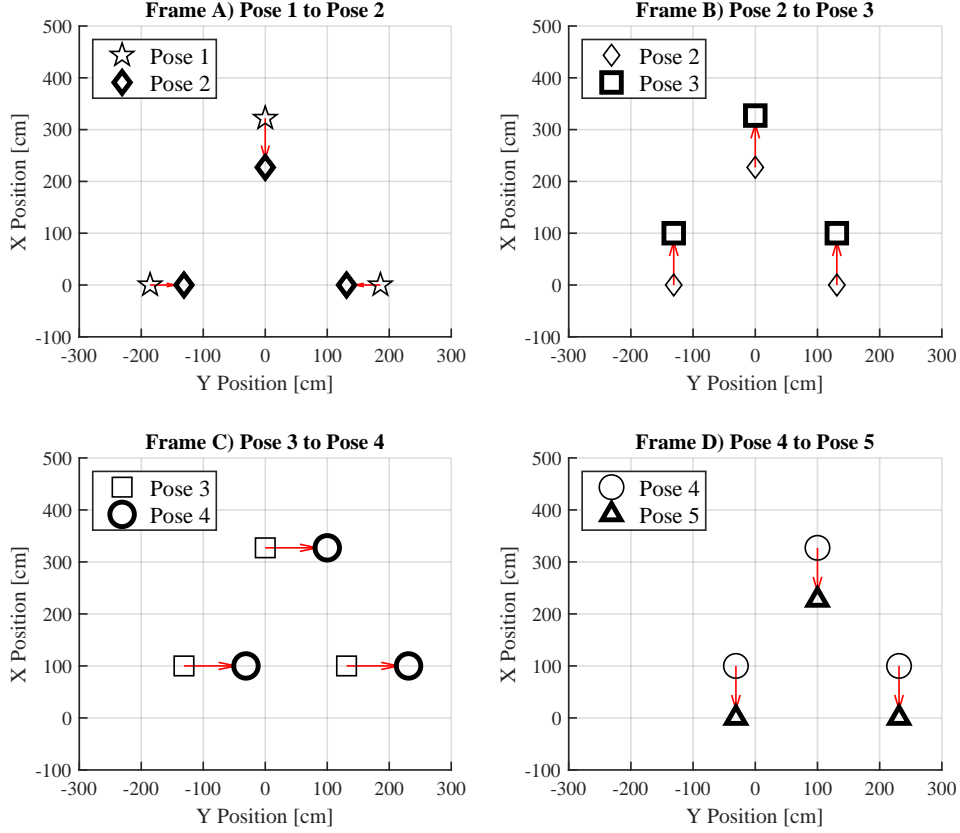 Frame A) Pose 1 to Pose 2
500
400
300
200
100
0
-100
X Position [cm]
Pose 1
Pose 2
-300 -200 -100 0 100 200 300
Y Position [cm]
Frame B) Pose 2 to Pose 3
500
400
300
200
100
0
-100
X Position [cm]
Pose 2
Pose 3
-300 -200 -100 0 100 200 300
Y Position [cm]
Frame C) Pose 3 to Pose 4
500
400
300
200
100
0
-100
X Position [cm]
Pose 3
Pose 4
-300 -200 -100 0 100 200 300
Y Position [cm]
Frame D) Pose 4 to Pose 5
500
400
300
200
100
0
-100
X Position [cm]
Pose 4
Pose 5
-300 -200 -100 0 100 200 300
Y Position [cm]